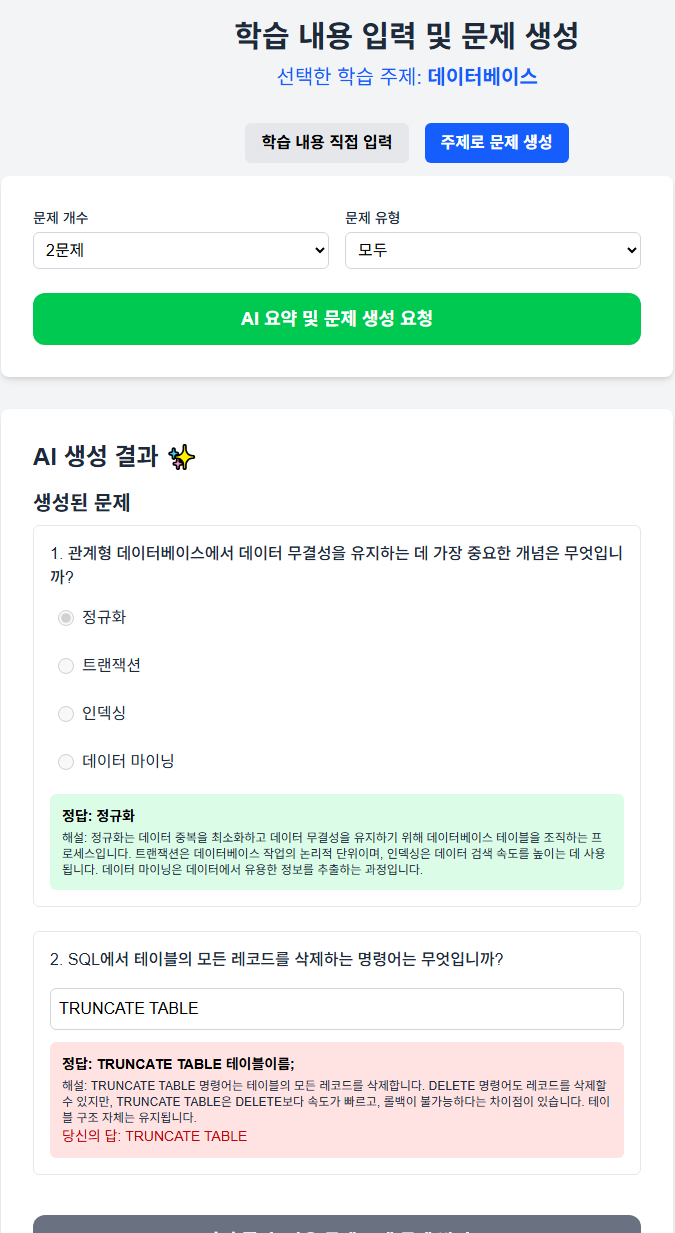 학습 내용 입력 및 문제 생성
선택한 학습 주제: 데이터베이스
학습 내용 직접 입력
주제로 문제 생성
문제 개수
문제 유형
2문제
모두
AI 요약 및 문제 생성 요청
AI 생성 결과 ✨
생성된 문제
1. 관계형 데이터베이스에서 데이터 무결성을 유지하는 데 가장 중요한 개념은 무엇입니
까?
정규화
트랜잭션
인덱싱
데이터 마이닝
정답: 정규화
해설: 정규화는 데이터 중복을 최소화하고 데이터 무결성을 유지하기 위해 데이터베이스 테이블을 조직하는 프
로세스입니다. 트랜잭션은 데이터베이스 작업의 논리적 단위이며, 인덱싱은 데이터 검색 속도를 높이는 데 사용
됩니다. 데이터 마이닝은 데이터에서 유용한 정보를 추출하는 과정입니다.
2. SQL에서 테이블의 모든 레코드를 삭제하는 명령어는 무엇입니까?
TRUNCATE TABLE
정답: TRUNCATE TABLE 테이블이름;
해설: TRUNCATE TABLE 명령어는 테이블의 모든 레코드를 삭제합니다. DELETE 명령어도 레코드를 삭제할
수 있지만, TRUNCATE TABLE은 DELETE보다 속도가 빠르고, 롤백이 불가능하다는 차이점이 있습니다. 테이
블 구조 자체는 유지됩니다.
당신의 답: TRUNCATE TABLE